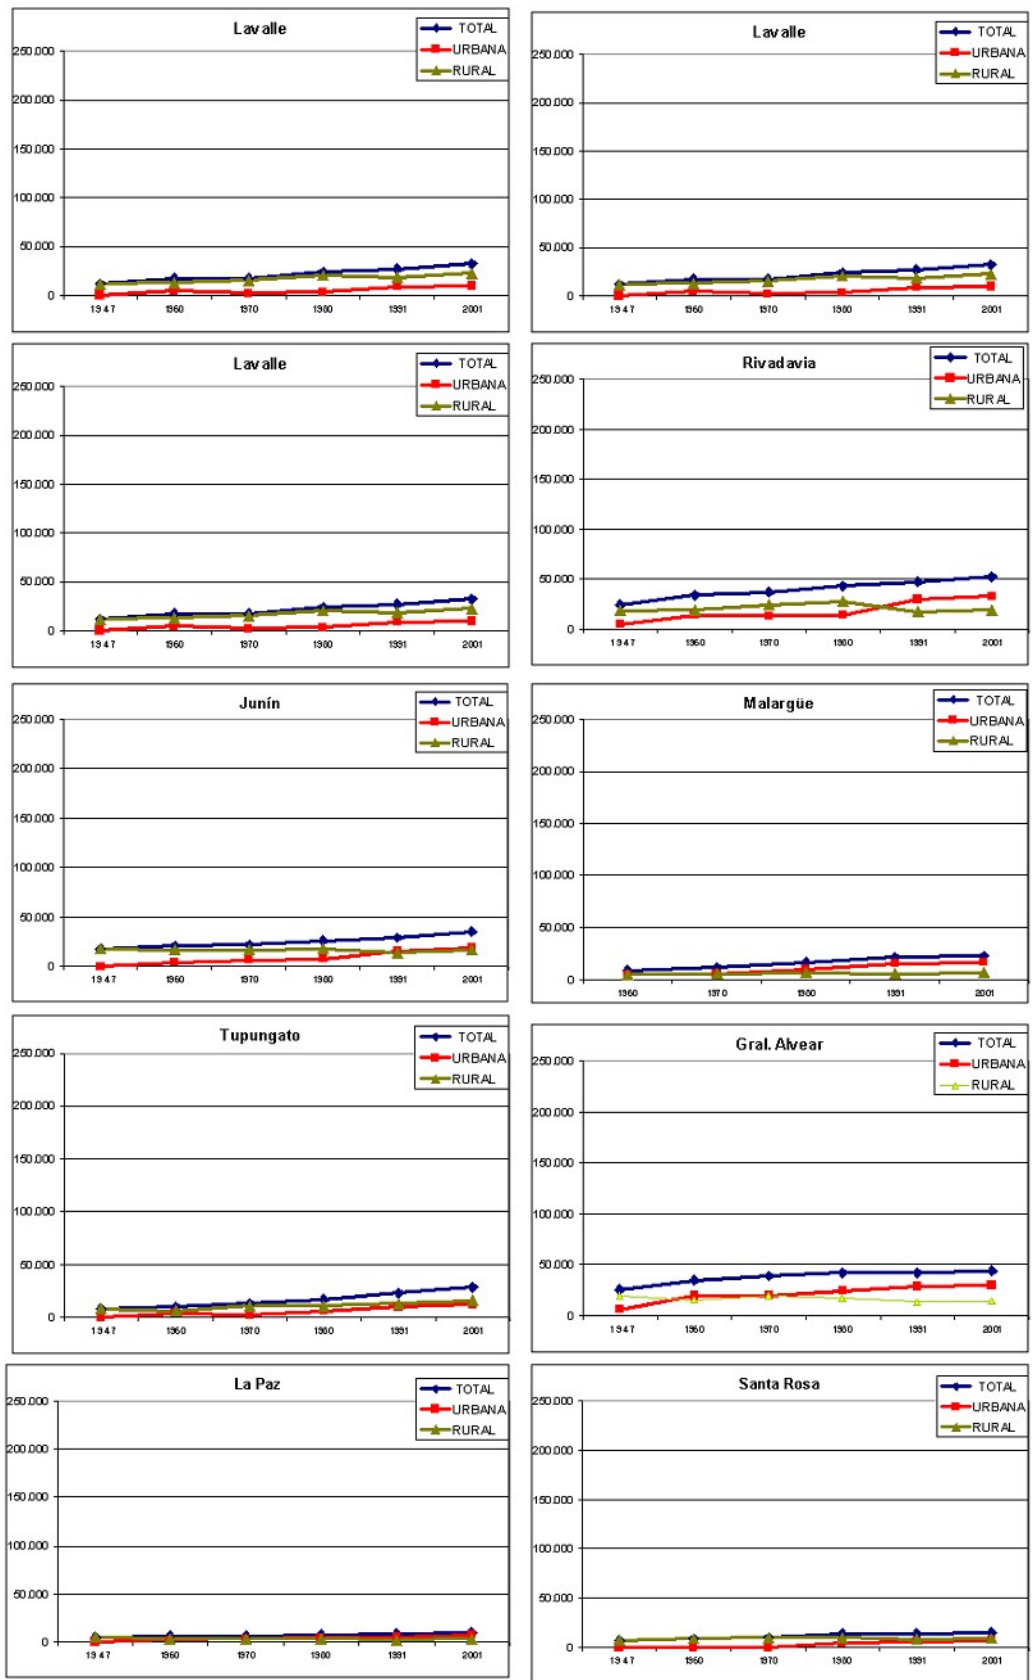 Lavalle
TOTAL
URBANA
RURAL
250.000
200.000
150.000
100.000
50.000
0
1947 1960 1970 1980 1991 2001
Lavalle
TOTAL
URBANA
RURAL
250.000
200.000
150.000
100.000
50.000
0
1947 1960 1970 1980 1991 2001
Lavalle
TOTAL
URBANA
RURAL
250.000
200.000
150.000
100.000
50.000
0
1947 1960 1970 1980 1991 2001
Rivadavia
TOTAL
URBANA
RURAL
250.000
200.000
150.000
100.000
50.000
0
1947 1960 1970 1980 1991 2001
Junín
TOTAL
URBANA
RURAL
250.000
200.000
150.000
100.000
50.000
0
1947 1960 1970 1980 1991 2001
Malargüe
TOTAL
URBANA
RURAL
250.000
200.000
150.000
100.000
50.000
0
1960 1970 1980 1991 2001
Tupungato
TOTAL
URBANA
RURAL
250.000
200.000
150.000
100.000
50.000
0
1947 1960 1970 1980 1991 2001
Gral. Alvear
TOTAL
URBANA
RURAL
250.000
200.000
150.000
100.000
50.000
0
1947 1960 1970 1980 1991 2001
La Paz
TOTAL
URBANA
RURAL
250.000
200.000
150.000
100.000
50.000
0
1947 1960 1970 1980 1991 2001
Santa Rosa
TOTAL
URBANA
RURAL
250.000
200.000
150.000
100.000
50.000
0
1947 1960 1970 1980 1991 2001